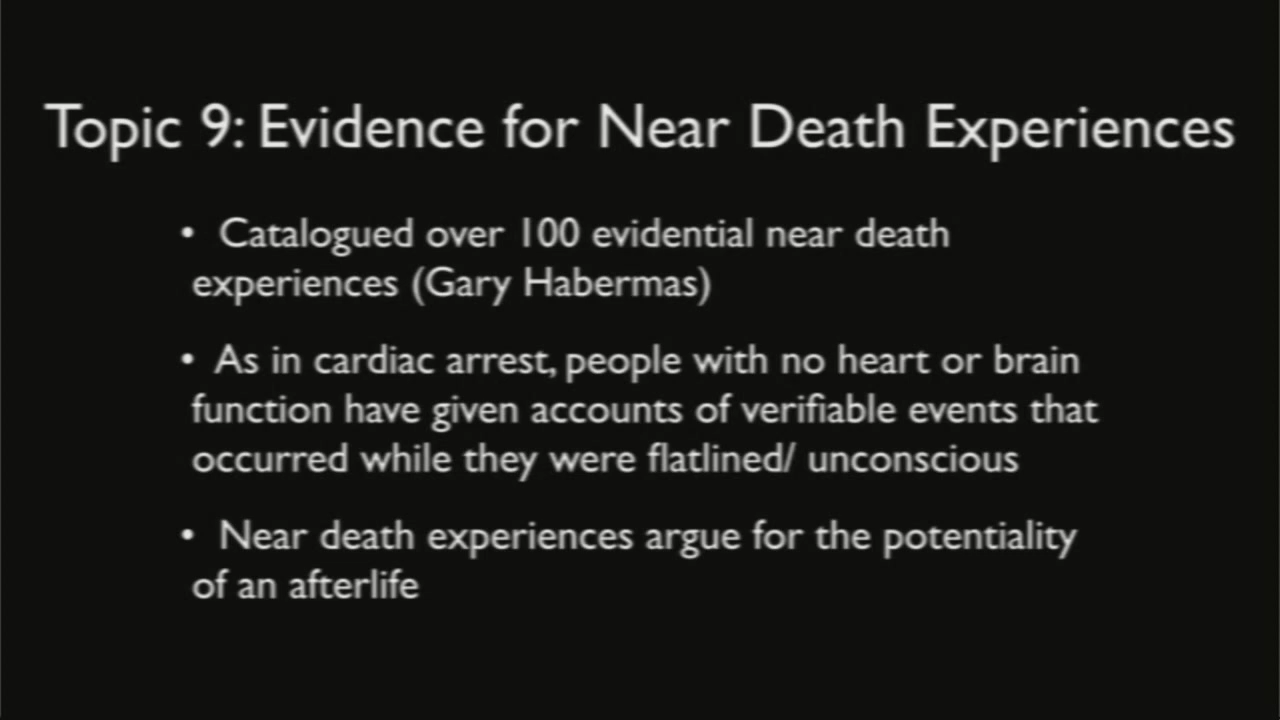 Topic 9: Evidence for Near Death Experiences
• Catalogued over 100 evidential near death
experiences (Gary Habermas)
• As in cardiac arrest, people with no heart or brain
function have given accounts of verifiable events that
occurred while they were flatlined/ unconscious
• Near death experiences argue for the potentiality
of an afterlife